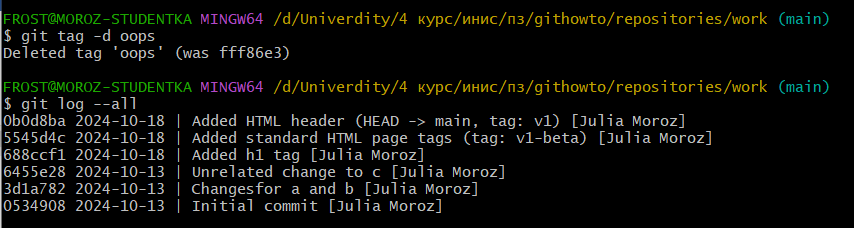 FROST@MOROZ-STUDENTKA MINGW64 /d/Univerdity/4 курс/инис/пз/githowto/repositories/work (main)
$ git tag -d oops
Deleted tag 'oops' (was fff86e3)
FROST@MOROZ-STUDENTKA MINGW64 /d/Univerdity/4 курс/инис/пз/githowto/repositories/work (main)
$ git log --all
0b0d8ba 2024-10-18 | Added HTML header (HEAD -> main, tag: v1) [Julia Moroz]
5545d4c 2024-10-18 | Added standard HTML page tags (tag: v1-beta) [Julia Moroz]
688ccf1 2024-10-18 | Added h1 tag [Julia Moroz]
6455e28 2024-10-13 | Unrelated change to c [Julia Moroz]
3d1a782 2024-10-13 | Changesfor a and b [Julia Moroz]
0534908 2024-10-13 | Initial commit [Julia Moroz]